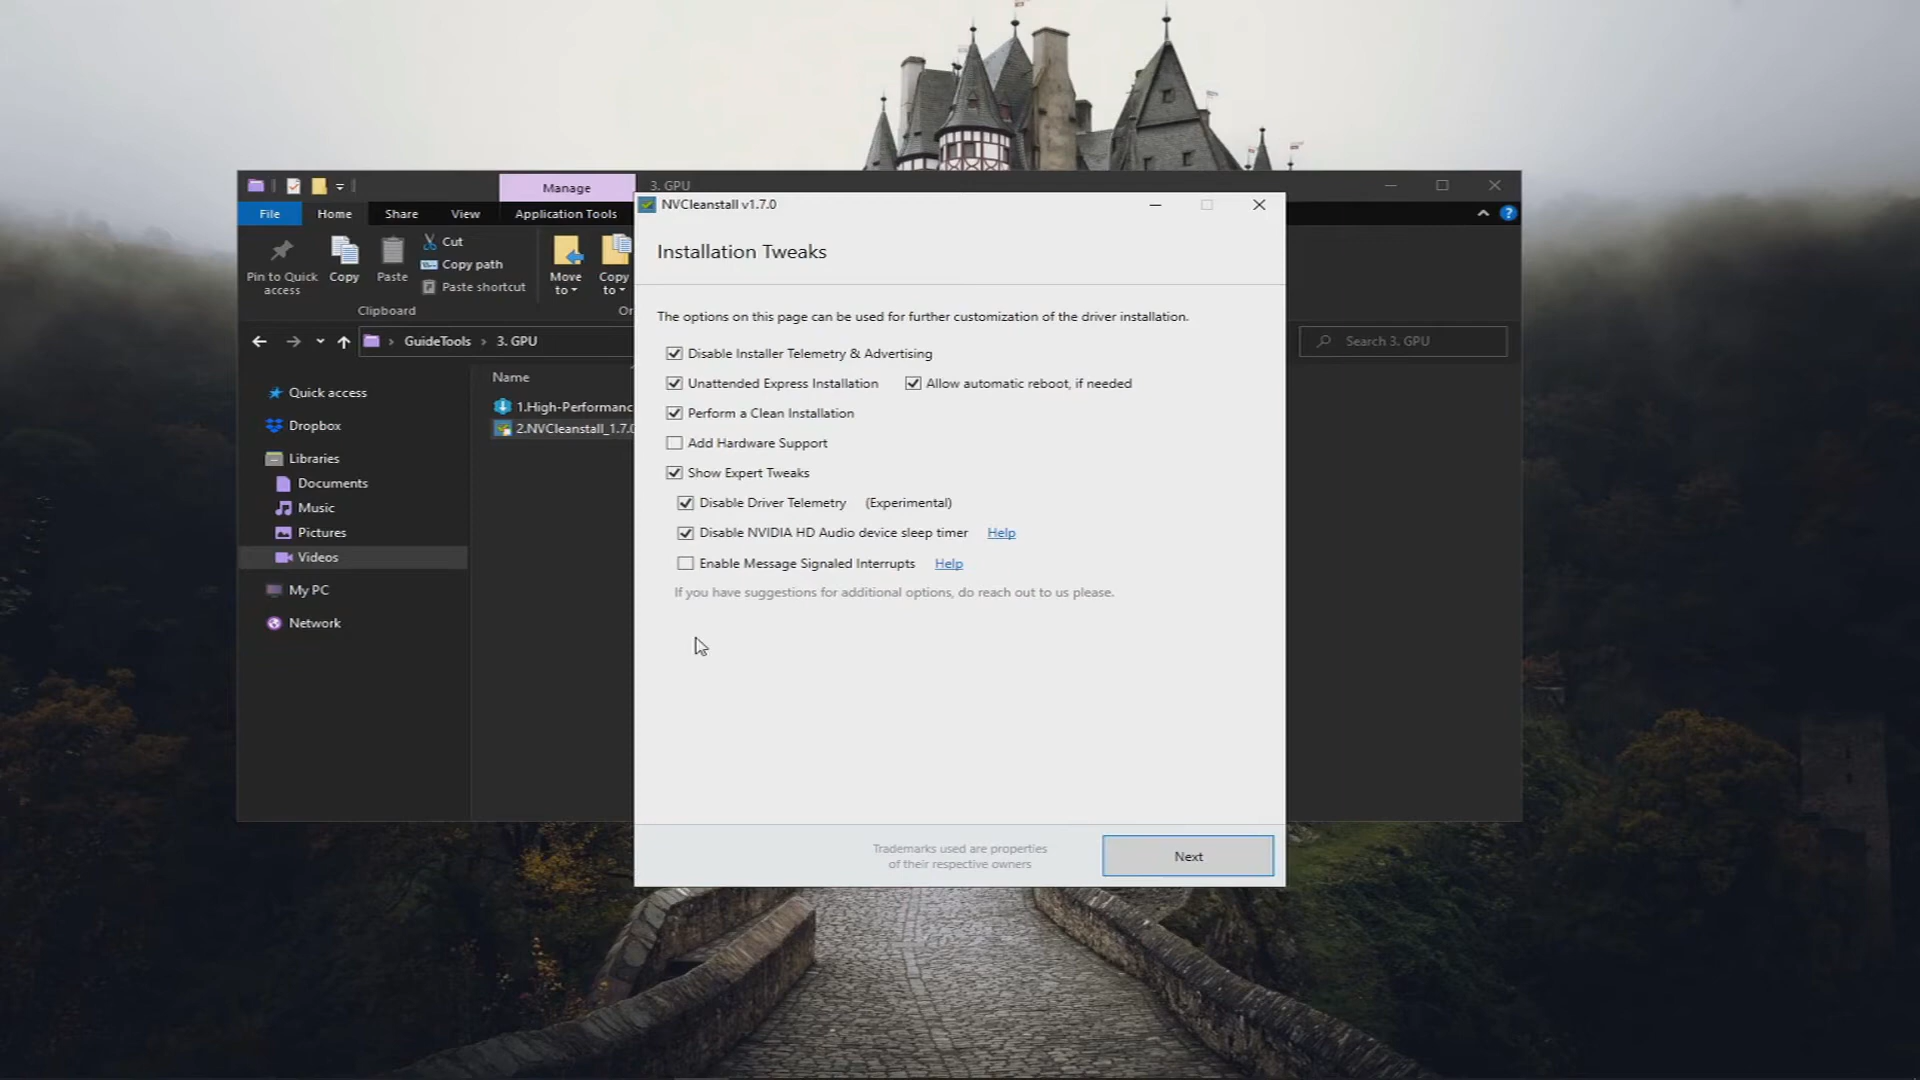 Manage
3. GPU
File
Home
Share
View
Application Tools
Pin to Quick
access
Copy
Paste
Cut
Copy path
Paste shortcut
Move
to
Copy
to
Clipboard
Or
GuideTools
3. GPU
Search 3. GPU
Quick access
Dropbox
Libraries
Documents
Music
Pictures
Videos
My PC
Network
Name
1.High-Performanc
2.NVCleanstall_1.7.0
NVCleanstall v1.7.0
Installation Tweaks
The options on this page can be used for further customization of the driver installation.
Disable Installer Telemetry & Advertising
Unattended Express Installation
Allow automatic reboot, if needed
Perform a Clean Installation
Add Hardware Support
Show Expert Tweaks
Disable Driver Telemetry (Experimental)
Disable NVIDIA HD Audio device sleep timer Help
Enable Message Signaled Interrupts Help
If you have suggestions for additional options, do reach out to us please.
Trademarks used are properties
of their respective owners
Next